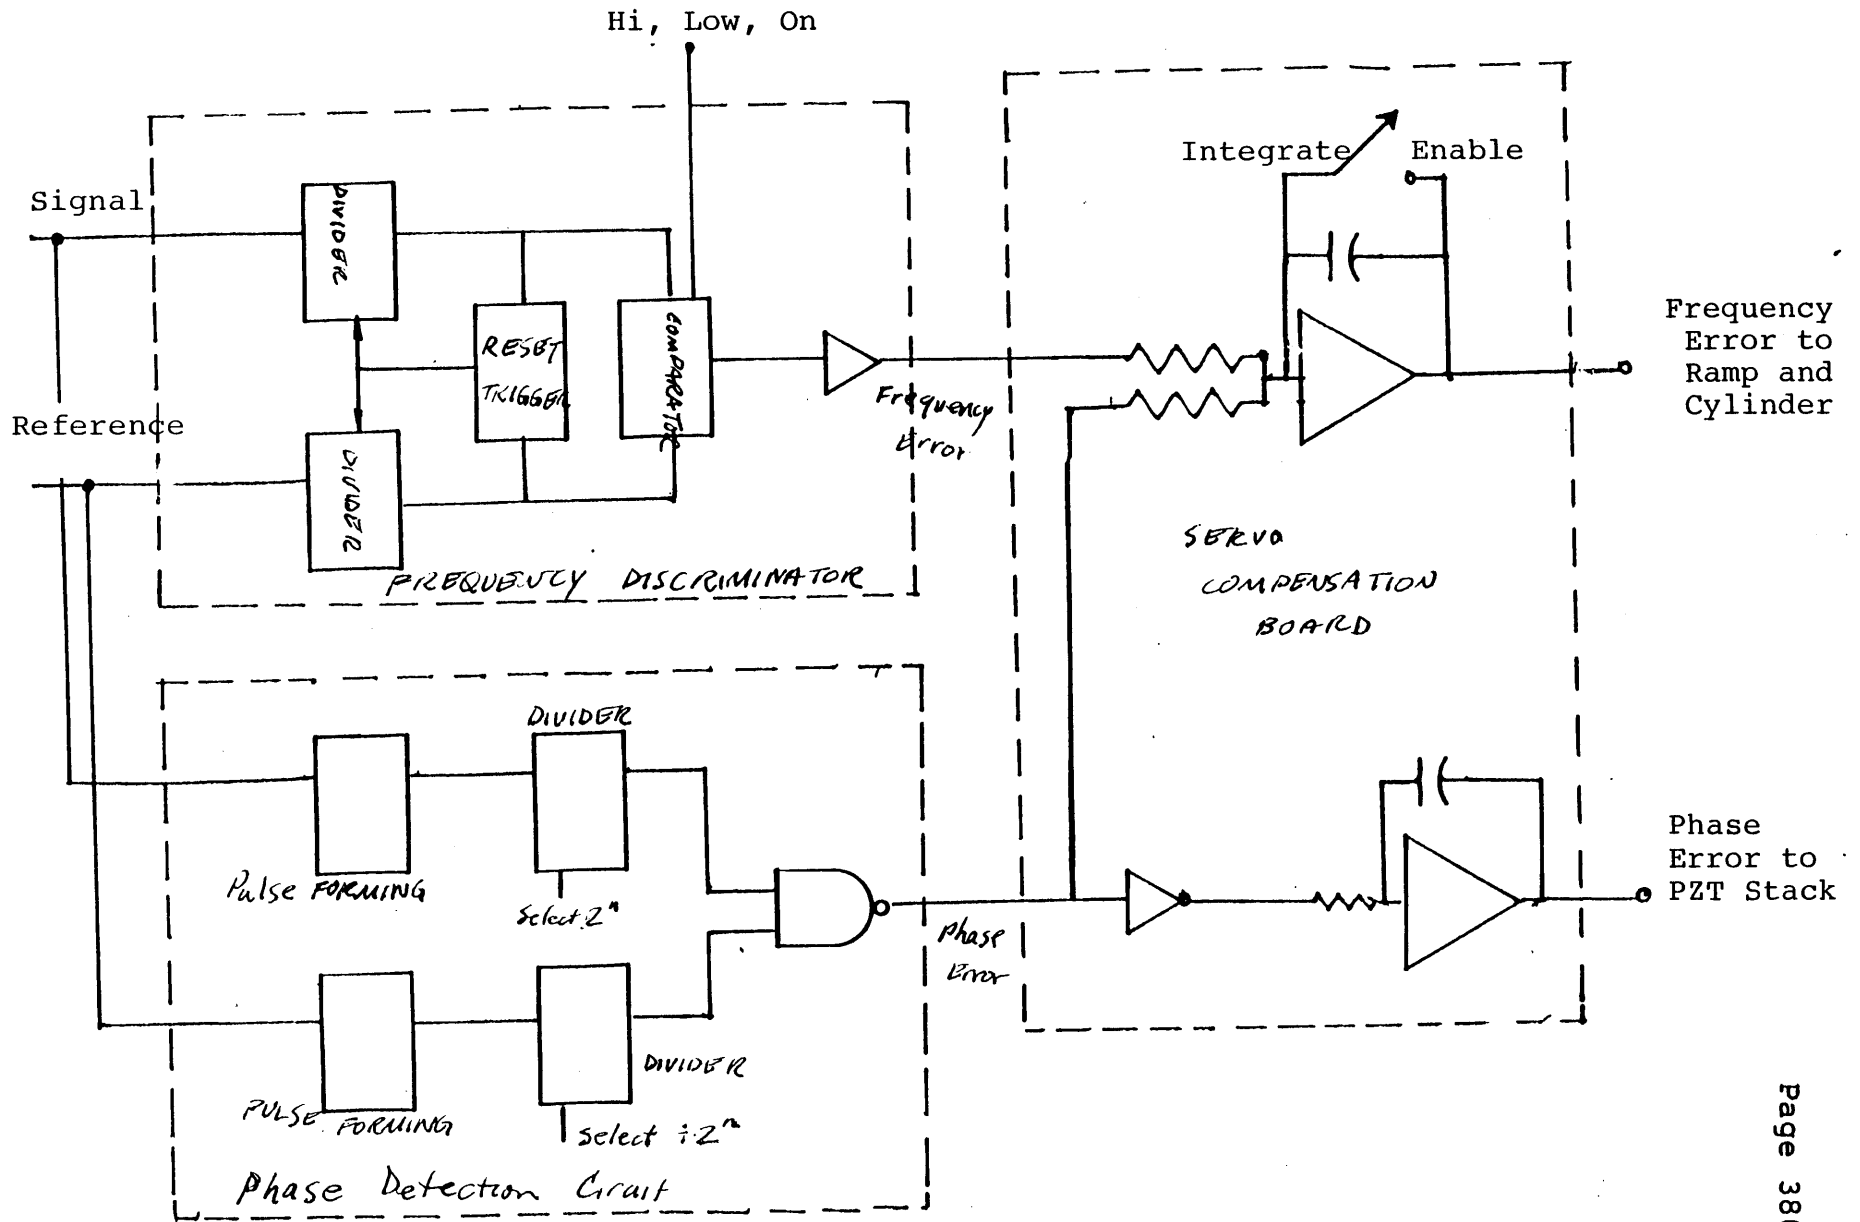 Hi, Low, On
Signal
Reference
DIVIDER
DIVIDER
RESET
TRIGGER
COMPARATOR
Frequency
Error
FREQUENCY DISCRIMINATOR
Integrate
Enable
SERVO
COMPENSATION
BOARD
Frequency
Error to
Ramp and
Cylinder
DIVIDER
Pulse FORMING
Select 2ⁿ
Phase
Error
PULSE FORMING
DIVIDER
Select ÷2ⁿ
Phase Detection Circuit
Phase
Error to
PZT Stack
Page